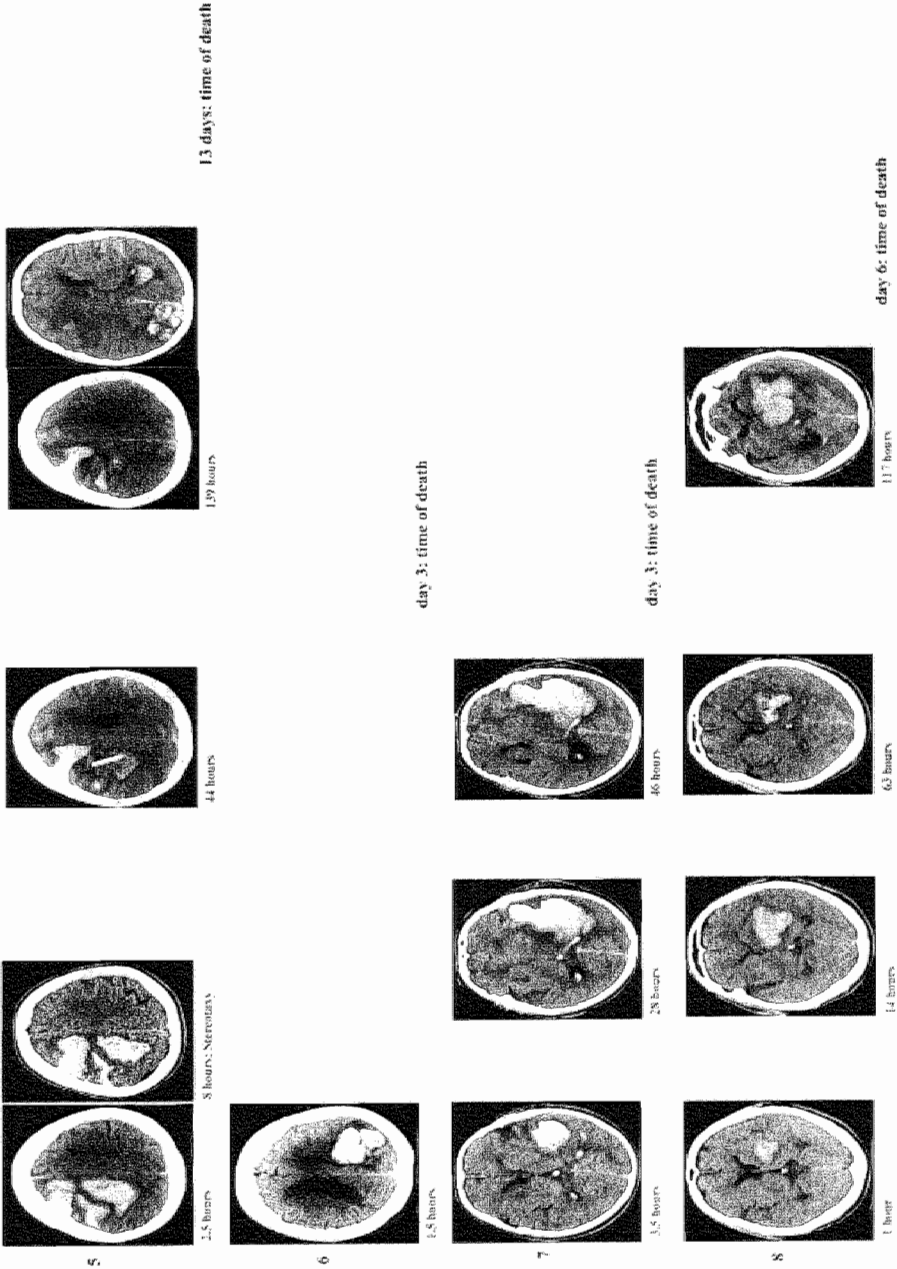 5
2.5 hours
8 hours: Stereotaxy
44 hours
139 hours
13 days: time of death
6
1.5 hours
day 3: time of death
7
3.5 hours
28 hours
46 hours
day 3: time of death
8
1 hour
14 hours
63 hours
117 hours
day 6: time of death